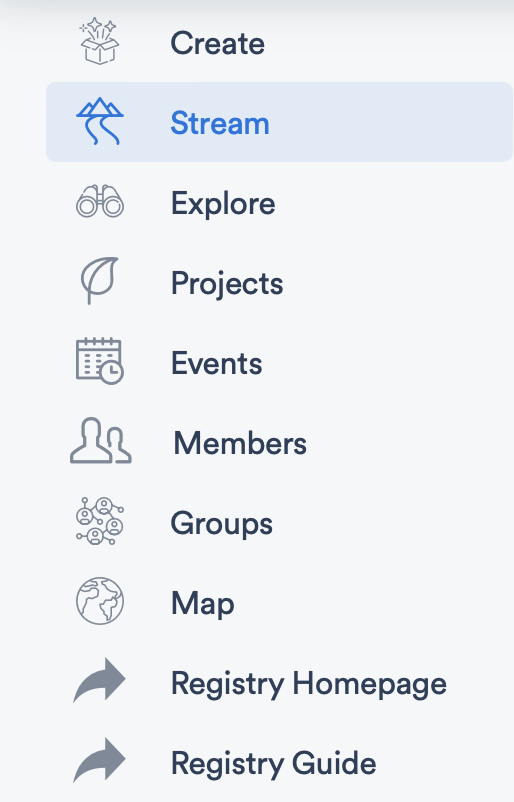 Create
Stream
Explore
Projects
Events
Members
Groups
Map
Registry Homepage
Registry Guide